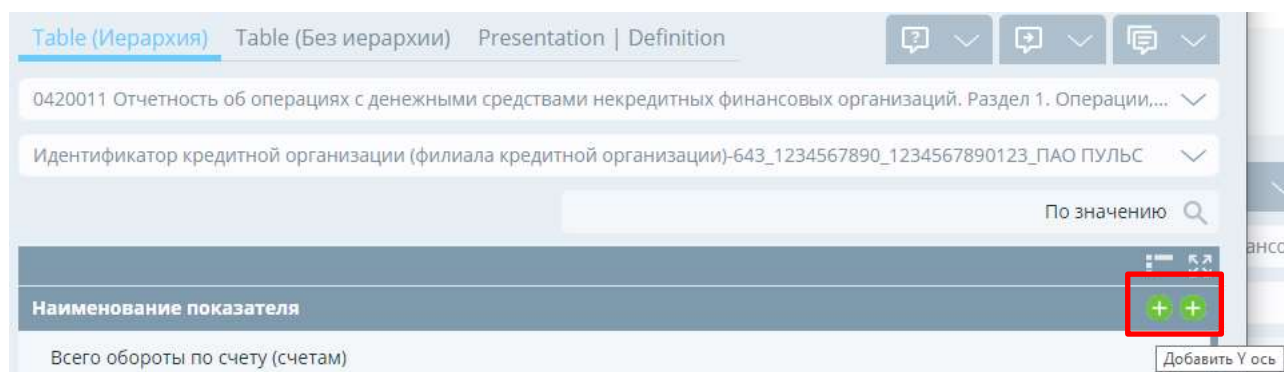 Table (Иерархия) Table (Без иерархии) Presentation | Definition
0420011 Отчетность об операциях с денежными средствами некредитных финансовых организаций. Раздел 1. Операции,...
Идентификатор кредитной организации (филиала кредитной организации)-643_1234567890_1234567890123_ПАО ПУЛЬС
По значению
Наименование показателя
Всего обороты по счету (счетам)
Добавить Y ось